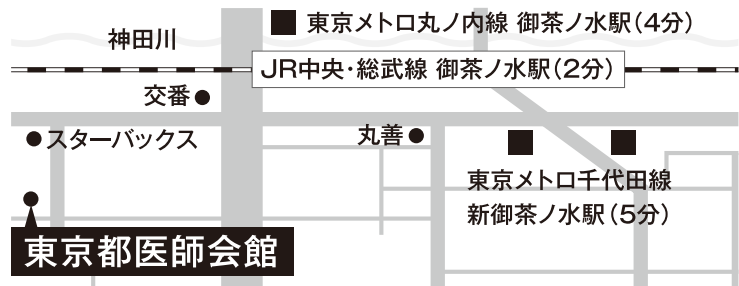 東京メトロ丸ノ内線 御茶ノ水駅（4分）
神田川
JR中央・総武線 御茶ノ水駅（2分）
交番
スターバックス
丸善
東京メトロ千代田線
新御茶ノ水駅（5分）
東京都医師会館